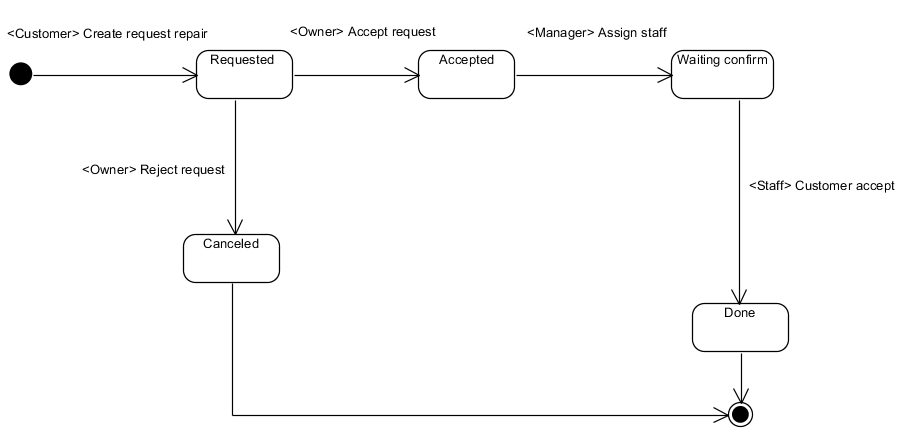 <Customer> Create request repair
<Owner> Accept request
<Manager> Assign staff
Requested
Accepted
Waiting confirm
<Owner> Reject request
<Staff> Customer accept
Canceled
Done